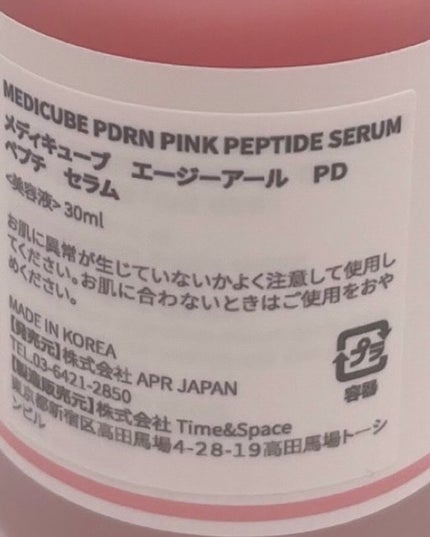 MEDICUBE PDRN PINK PEPTIDE SERUM
メディキューブ エージーアール PD
ペプチ セラム
<美容液> 30ml
お肌に異常が生じていないかよく注意して使用し
てください。お肌に合わないときはご使用をおや
めください。
MADE IN KOREA
【発売元】株式会社 APR JAPAN
TEL.03-6421-2850
【製造販売元】株式会社 Time&Space
東京都新宿区高田馬場4-28-19高田馬場トーシ
ンビル
プラ
容器